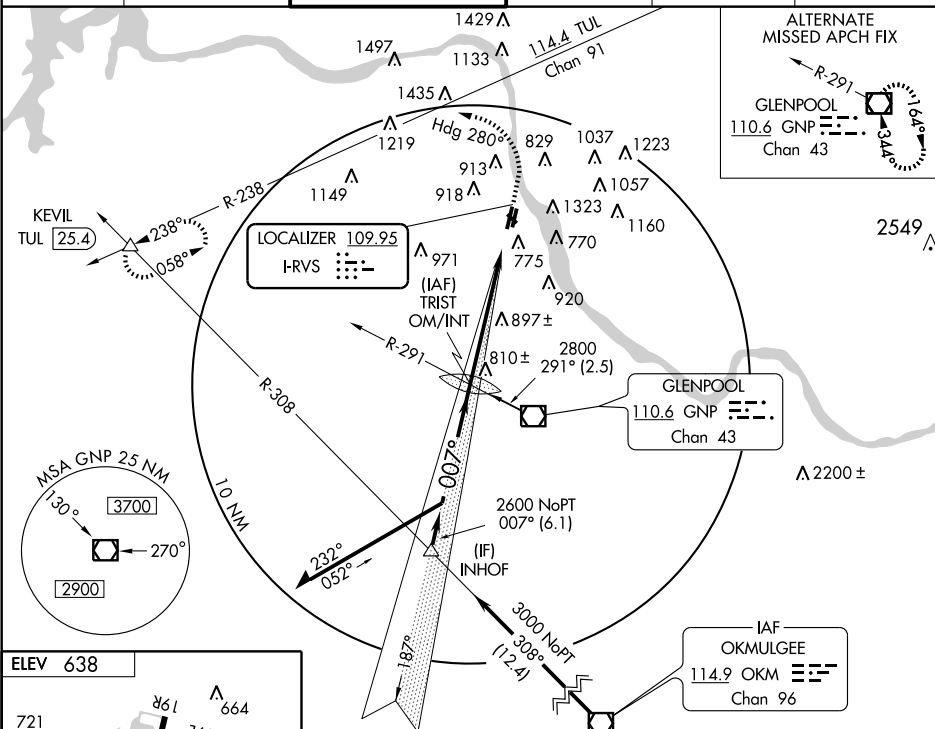 1429
1133
1497
114.4 TUL
Chan 91
1435
1219
Hdg 280°
829
1037
1223
913
918
1149
1057
1323
1160
770
775
971
920
ALTERNATE
MISSED APCH FIX
R-291
GLENPOOL
110.6 GNP
Chan 43
164°
344°
2549
R-238
KEVIL
TUL 25.4
238°
058°
LOCALIZER 109.95
I-RVS
(IAF)
TRIST
OM/INT
897 ±
810 ±
R-291
2800
291° (2.5)
GLENPOOL
110.6 GNP
Chan 43
R-308
007°
2200 ±
MSA GNP 25 NM
130°
3700
270°
2900
10 NM
2600 NoPT
007° (6.1)
(IF)
INHOF
232°
052°
187°
3000 NoPT
308°
(12.4)
IAF
OKMULGEE
114.9 OKM
Chan 96
ELEV 638
721
19R
664